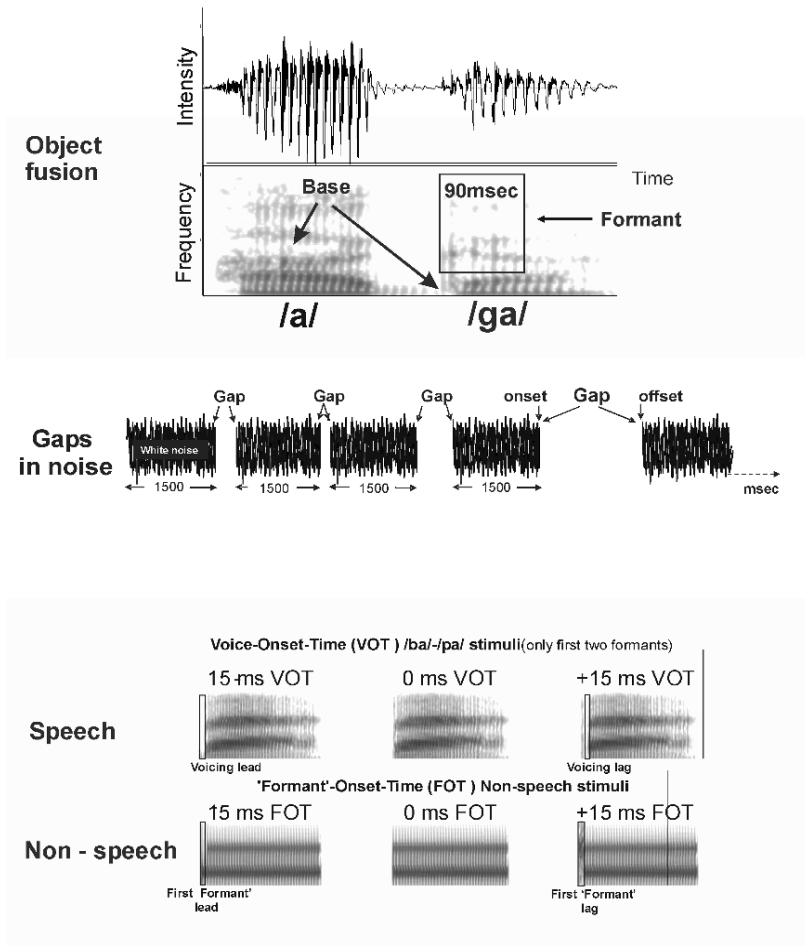 Intensity
Object
fusion
Frequency
Base
90msec
Time
Formant
/a/
/ga/
Gap
Gap
Gap
onset
Gap
offset
Gaps
in noise
White noise
1500
1500
1500
1500
msec
Voice-Onset-Time (VOT ) /ba/-/pa/ stimuli(only first two formants)
15 -ms VOT
0 ms VOT
+15 ms VOT
Speech
Voicing lead
Voicing lag
'Formant'-Onset-Time (FOT ) Non-speech stimuli
15 ms FOT
0 ms FOT
+15 ms FOT
Non - speech
First 'Formant'
lead
First 'Formant'
lag